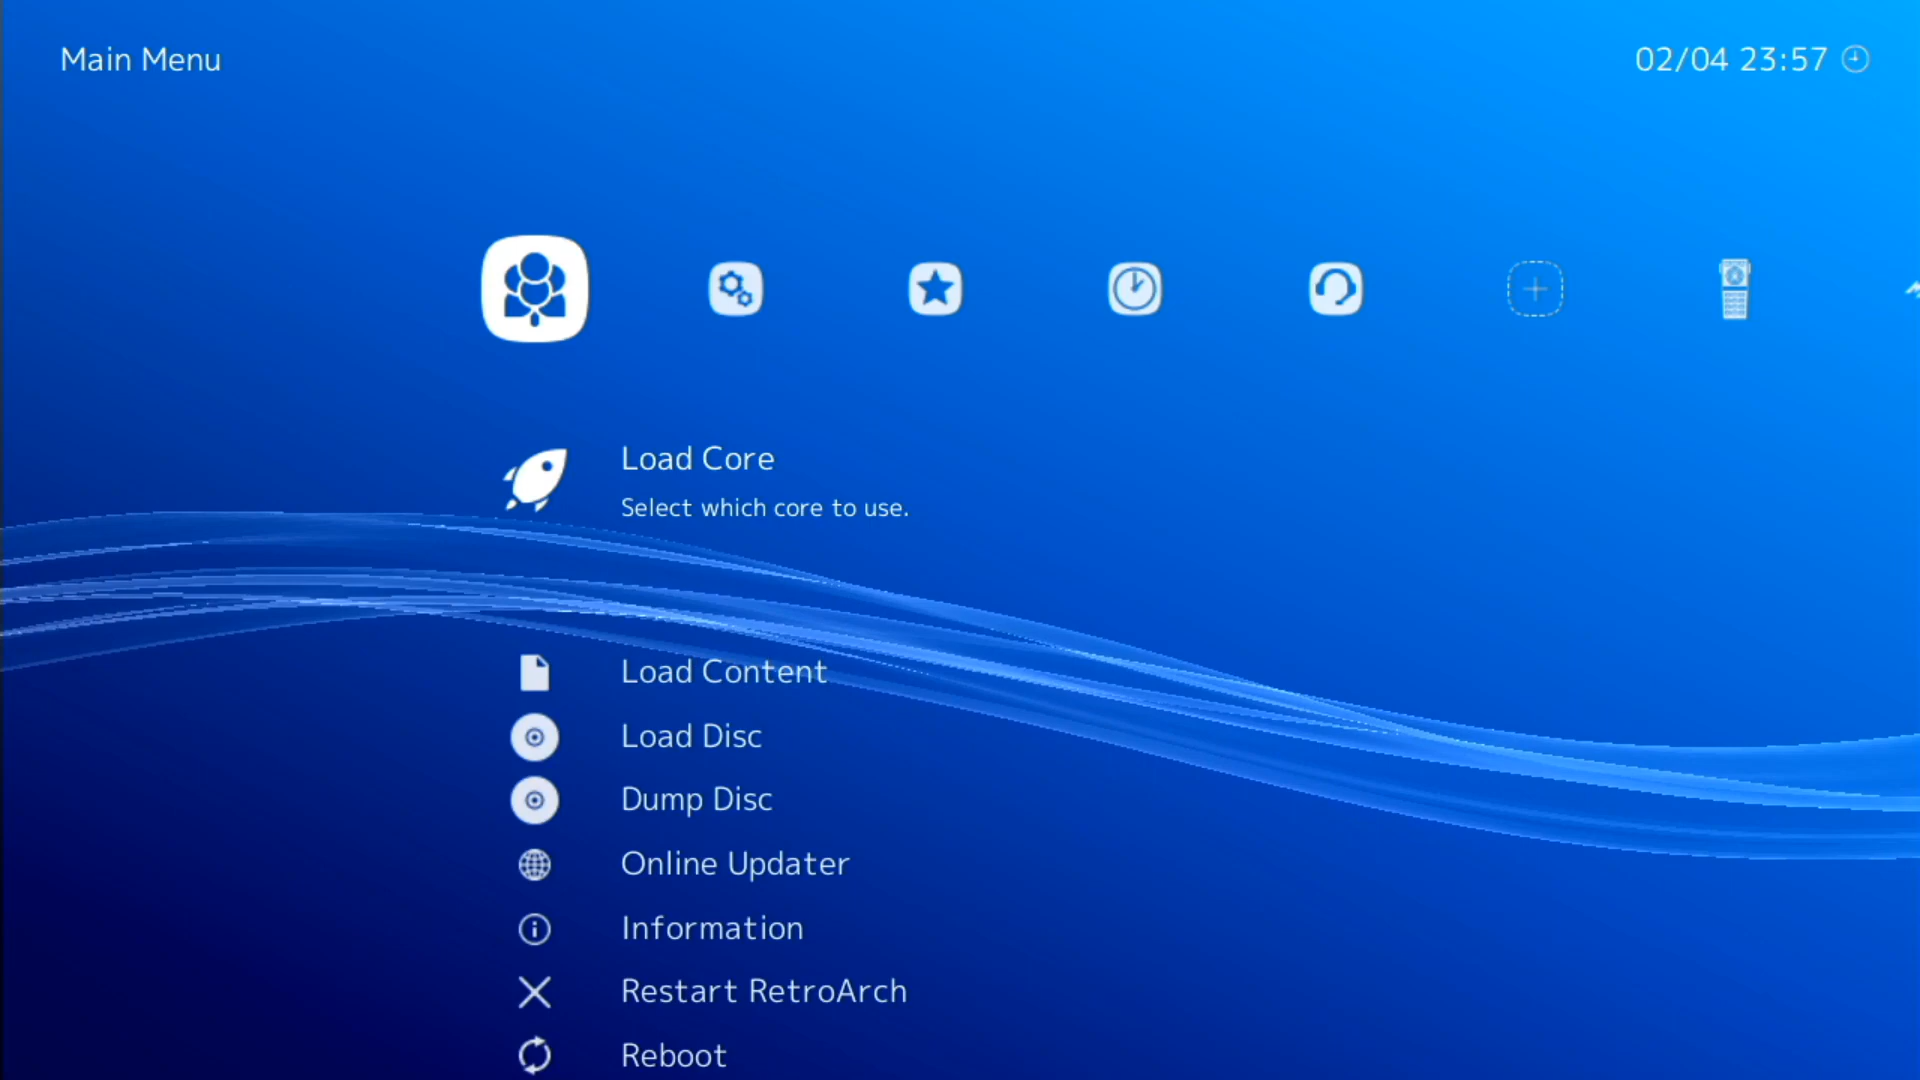 Main Menu
02/04 23:57
Load Core
Select which core to use.
Load Content
Load Disc
Dump Disc
Online Updater
Information
Restart RetroArch
Reboot